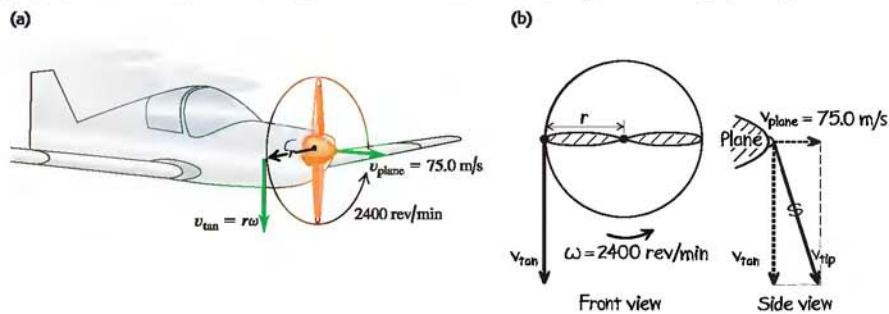 (a)
r
v_plane = 75.0 m/s
v_tan = rω
2400 rev/min
(b)
r
v_plane = 75.0 m/s
Plane
v_tan
ω = 2400 rev/min
v_tan
v_tip
Front view
Side view